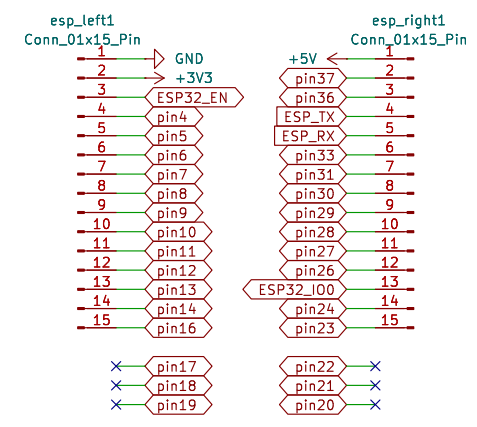 esp_left1 esp_right1
Conn_01x15_Pin Conn_01x15_Pin
1 GND +5V 1
2 +3V3 pin37 2
3 ESP32_EN pin36 3
4 pin4 ESP_TX 4
5 pin5 ESP_RX 5
6 pin6 pin33 6
7 pin7 pin31 7
8 pin8 pin30 8
9 pin9 pin29 9
10 pin10 pin28 10
11 pin11 pin27 11
12 pin12 pin26 12
13 pin13 ESP32_IO0 13
14 pin14 pin24 14
15 pin16 pin23 15
pin17 pin22
pin18 pin21
pin19 pin20